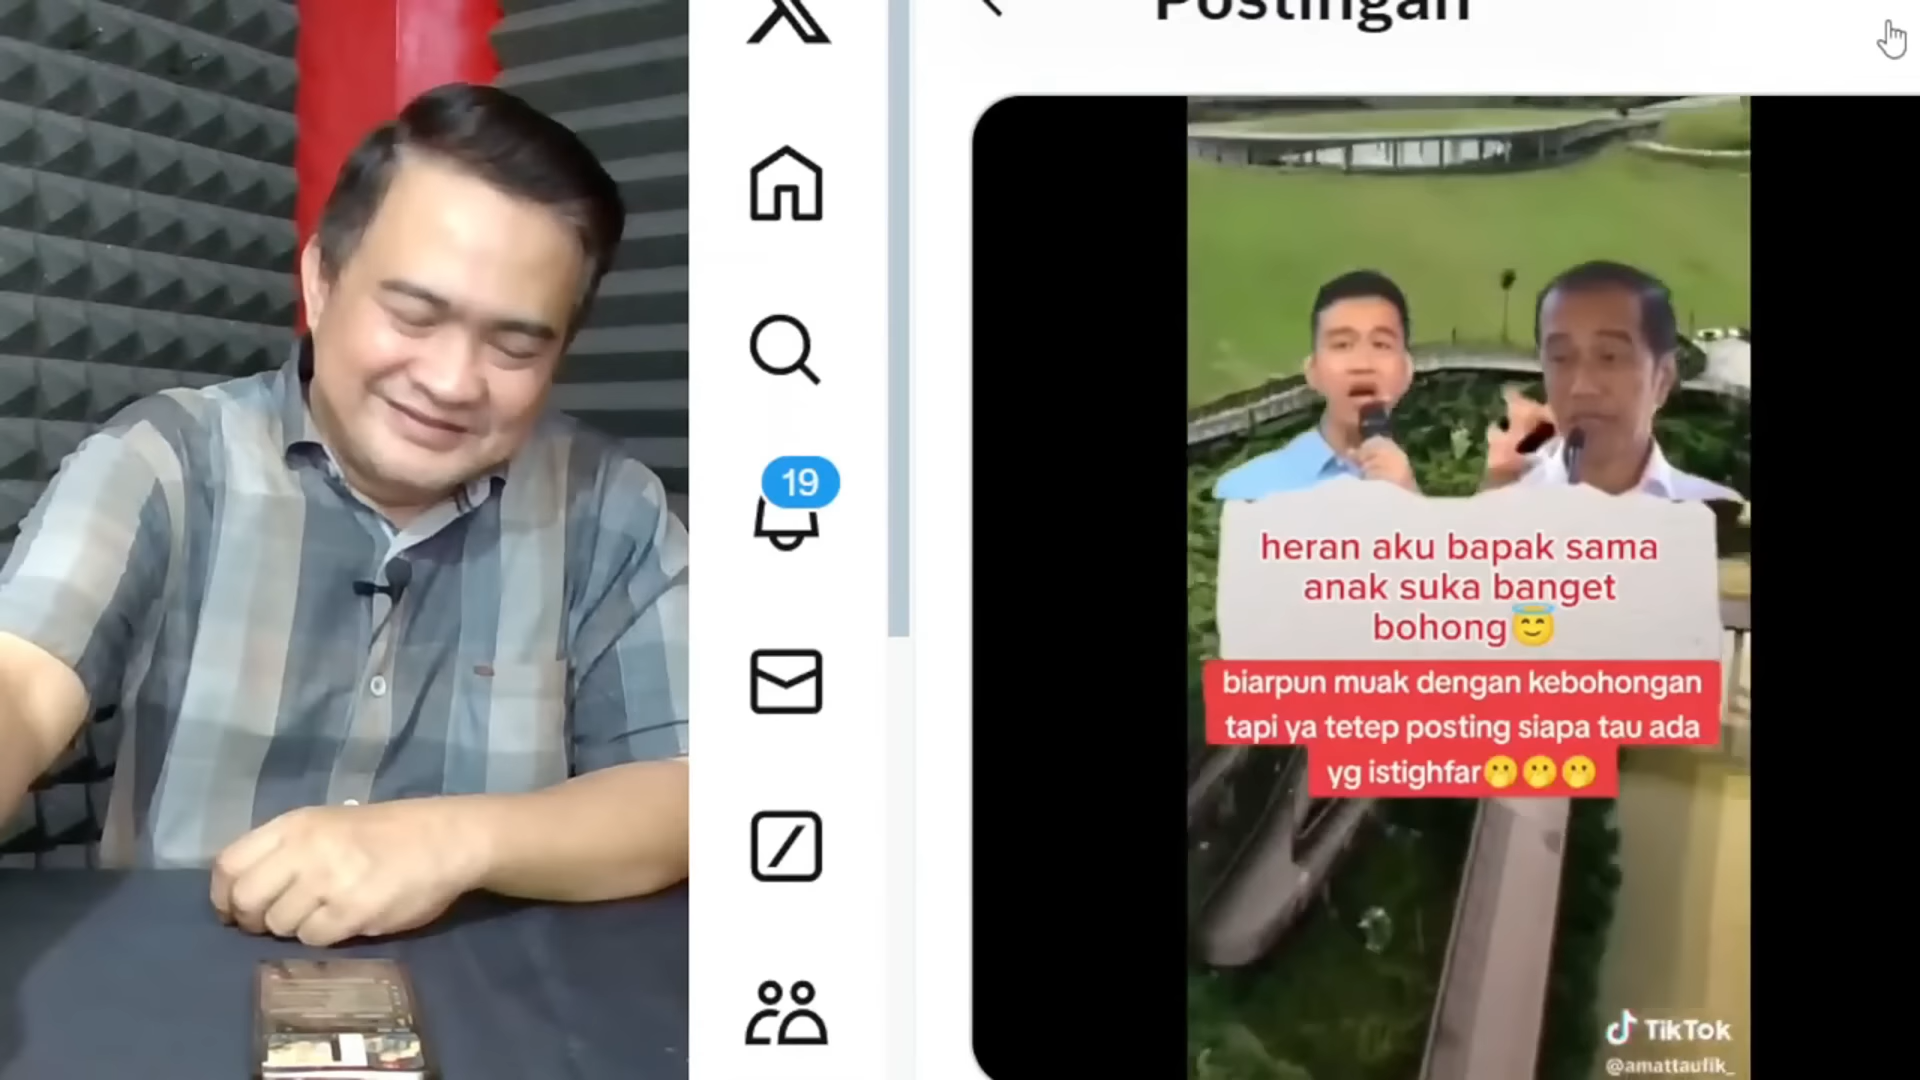 Postingan
19
heran aku bapak sama
anak suka banget
bohong😇
biarpun muak dengan kebohongan
tapi ya tetep posting siapa tau ada
yg istighfar🫢🫢🫢
TikTok
@amattaufik_